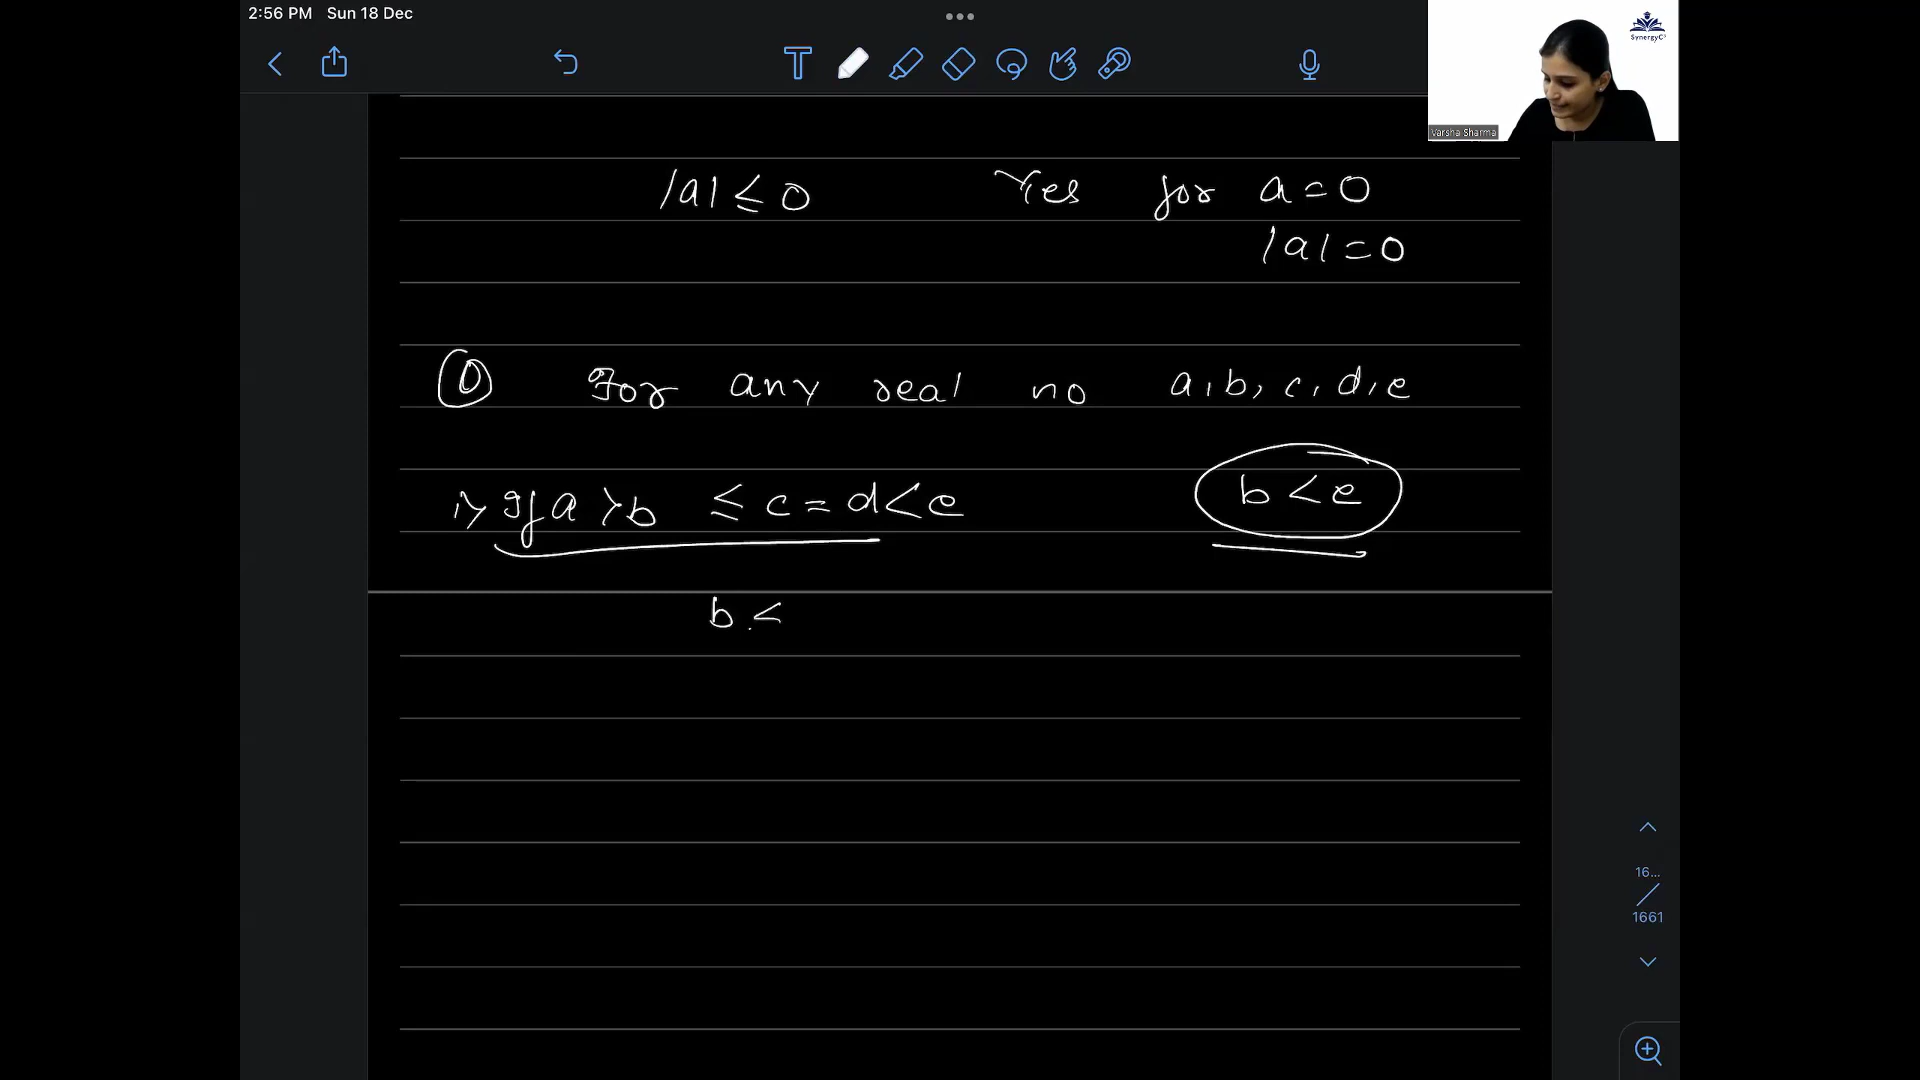 2:56 PM Sun 18 Dec
SynergyC²
Varsha Sharma
|a| ≤ 0 Yes for a = 0
|a| = 0
Q For any real no a, b, c, d, e
i> If a > b ≤ c = d < e b < e
b <
16...
1661